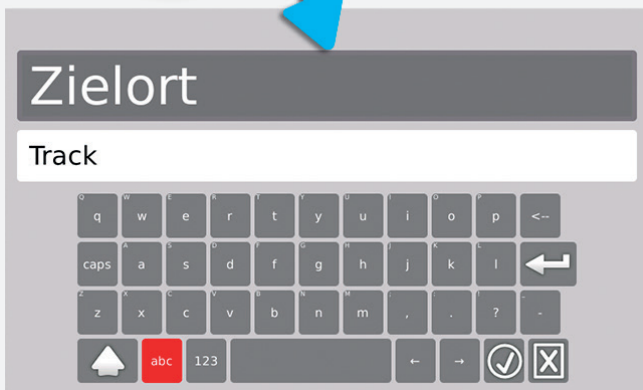 Zielort
Track
Q W E R T Y U I O P
q w e r t y u i o p <--
A S D F G H J K L
caps a s d f g h j k l
Z X C V B N M ; : ! _
z x c v b n m , . ? -
abc 123 ← →